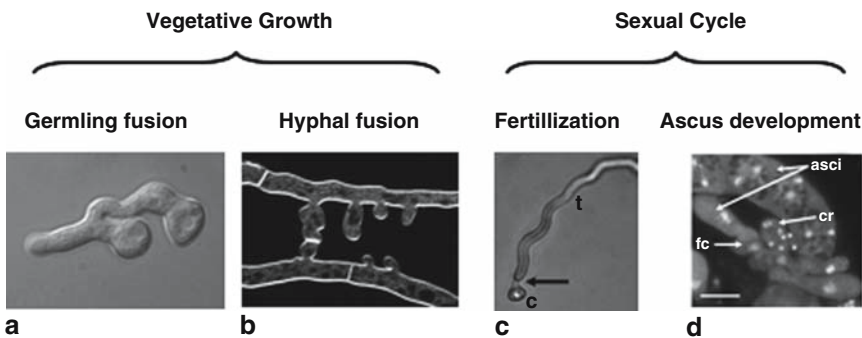 Vegetative Growth
Sexual Cycle
Germling fusion
Hyphal fusion
Fertillization
Ascus development
t
c
asci
cr
fc
a
b
c
d